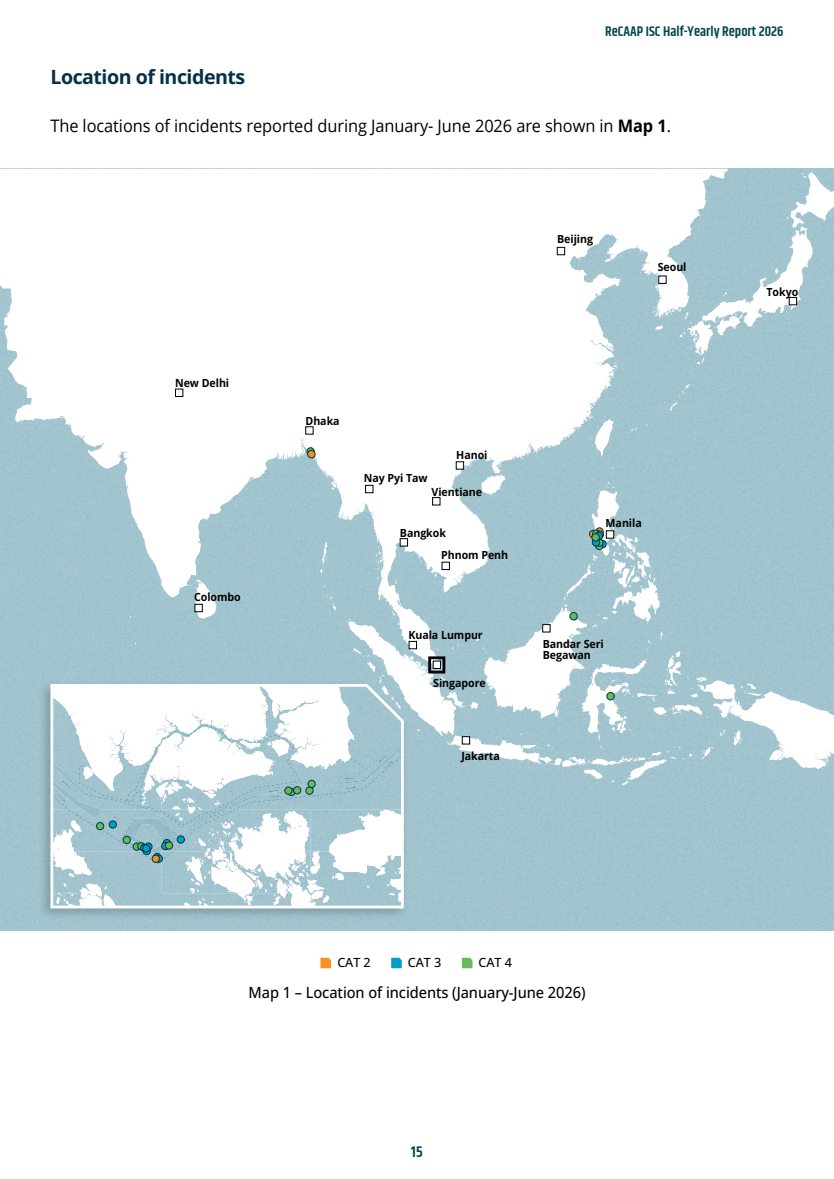 ReCAAP ISC Half-Yearly Report 2026
Location of incidents
The locations of incidents reported during January- June 2026 are shown in Map 1.
Beijing
Seoul
Tokyo
New Delhi
Dhaka
Hanoi
Nay Pyi Taw
Vientiane
Manila
Bangkok
Phnom Penh
Colombo
Kuala Lumpur
Bandar Seri
Begawan
Singapore
Jakarta
CAT 2
CAT 3
CAT 4
Map 1 – Location of incidents (January-June 2026)
15